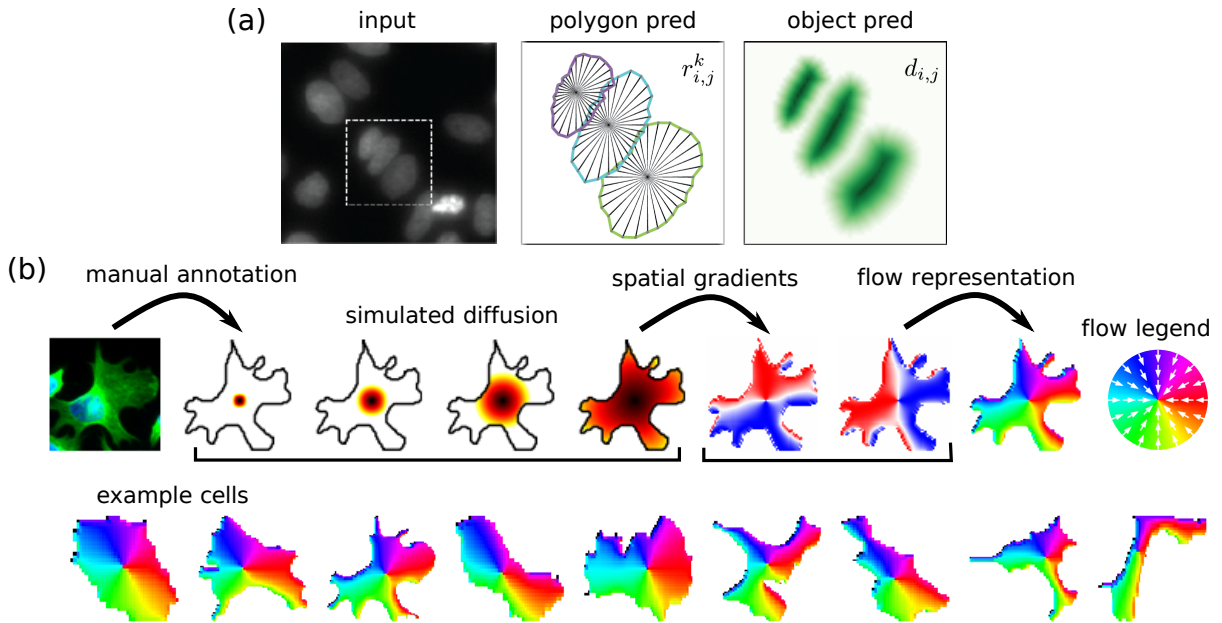 (a)
input
polygon pred
object pred
r^k_{i,j}
d_{i,j}
(b)
manual annotation
simulated diffusion
spatial gradients
flow representation
flow legend
example cells